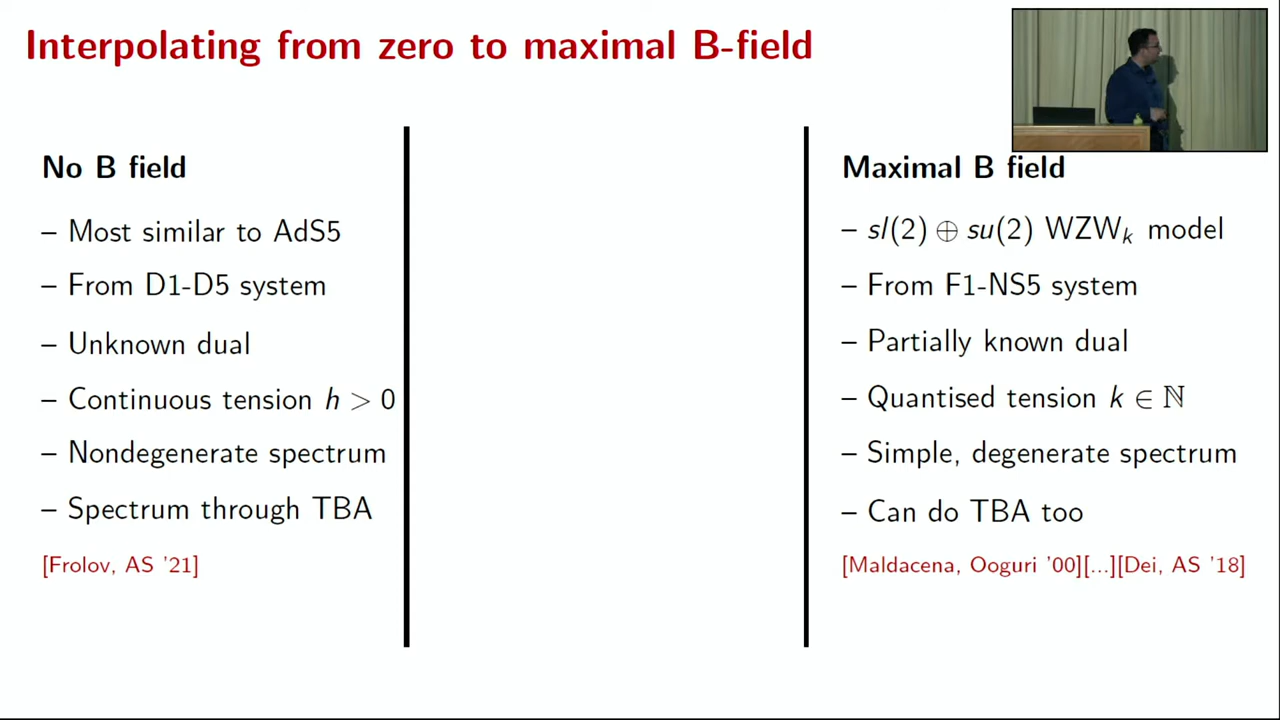 Interpolating from zero to maximal B-field
No B field
– Most similar to AdS5
– From D1-D5 system
– Unknown dual
– Continuous tension h > 0
– Nondegenerate spectrum
– Spectrum through TBA
[Frolov, AS '21]
Maximal B field
– sl(2) ⊕ su(2) WZWₖ model
– From F1-NS5 system
– Partially known dual
– Quantised tension k ∈ ℕ
– Simple, degenerate spectrum
– Can do TBA too
[Maldacena, Ooguri '00][...][Dei, AS '18]